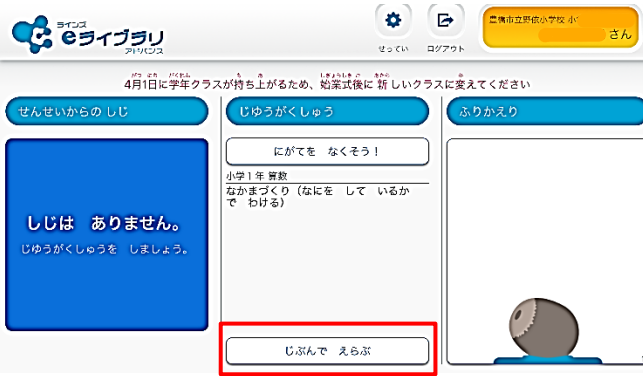 ラインズ
eライブラリ
アドバンス
せってい
ログアウト
豊橋市立野依小学校 小
さん
4月1日に学年クラスが持ち上がるため、始業式後に新しいクラスに変えてください
せんせいからの しじ
じゆうがくしゅう
ふりかえり
にがてを なくそう！
小学1年 算数
なかまづくり（なにを して いるか
で わける）
しじは ありません。
じゆうがくしゅうを しましょう。
じぶんで えらぶ